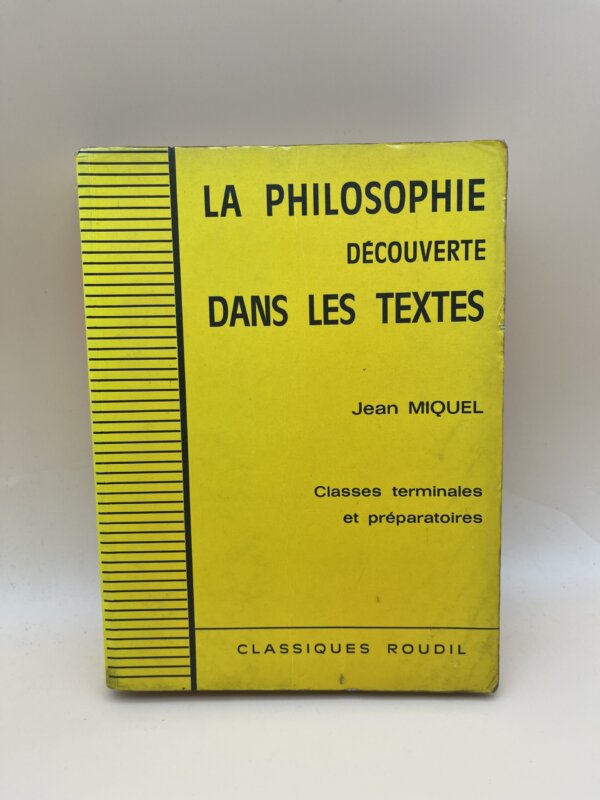 LA PHILOSOPHIE
DÉCOUVERTE
DANS LES TEXTES
Jean MIQUEL
Classes terminales
et préparatoires
CLASSIQUES ROUDIL